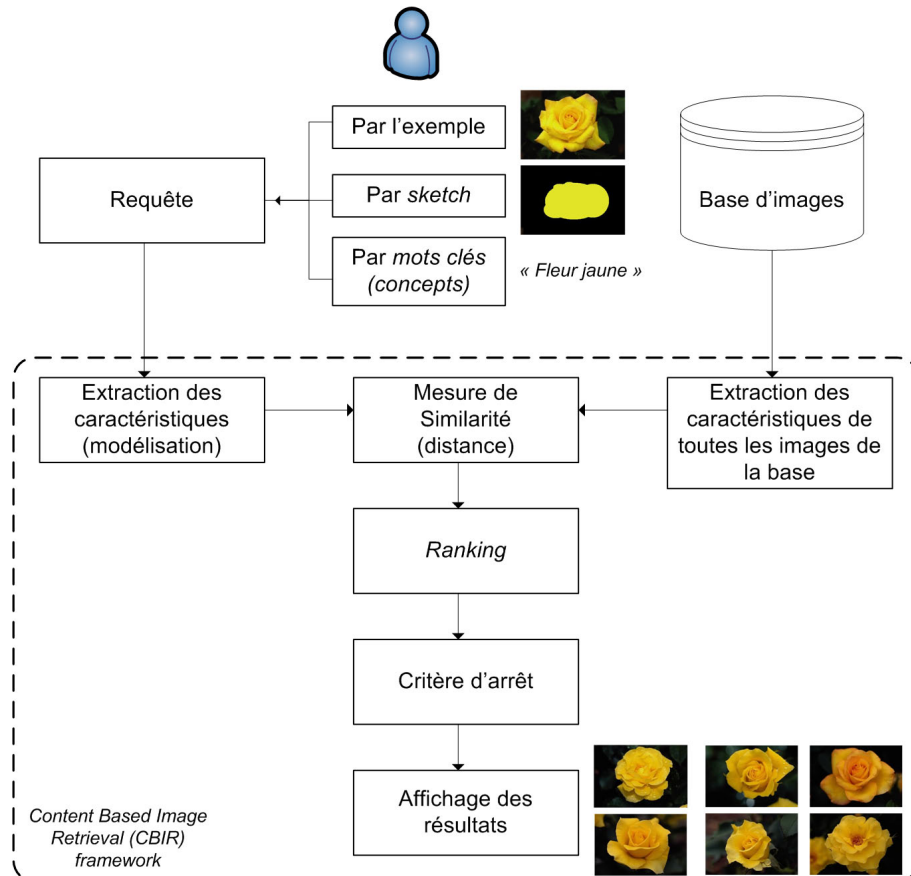 Par l'exemple
Requête
Par sketch
Base d'images
Par mots clés
(concepts)
« Fleur jaune »
Extraction des
caractéristiques
(modélisation)
Mesure de
Similarité
(distance)
Extraction des
caractéristiques de
toutes les images de
la base
Ranking
Critère d'arrêt
Affichage des
résultats
Content Based Image
Retrieval (CBIR)
framework